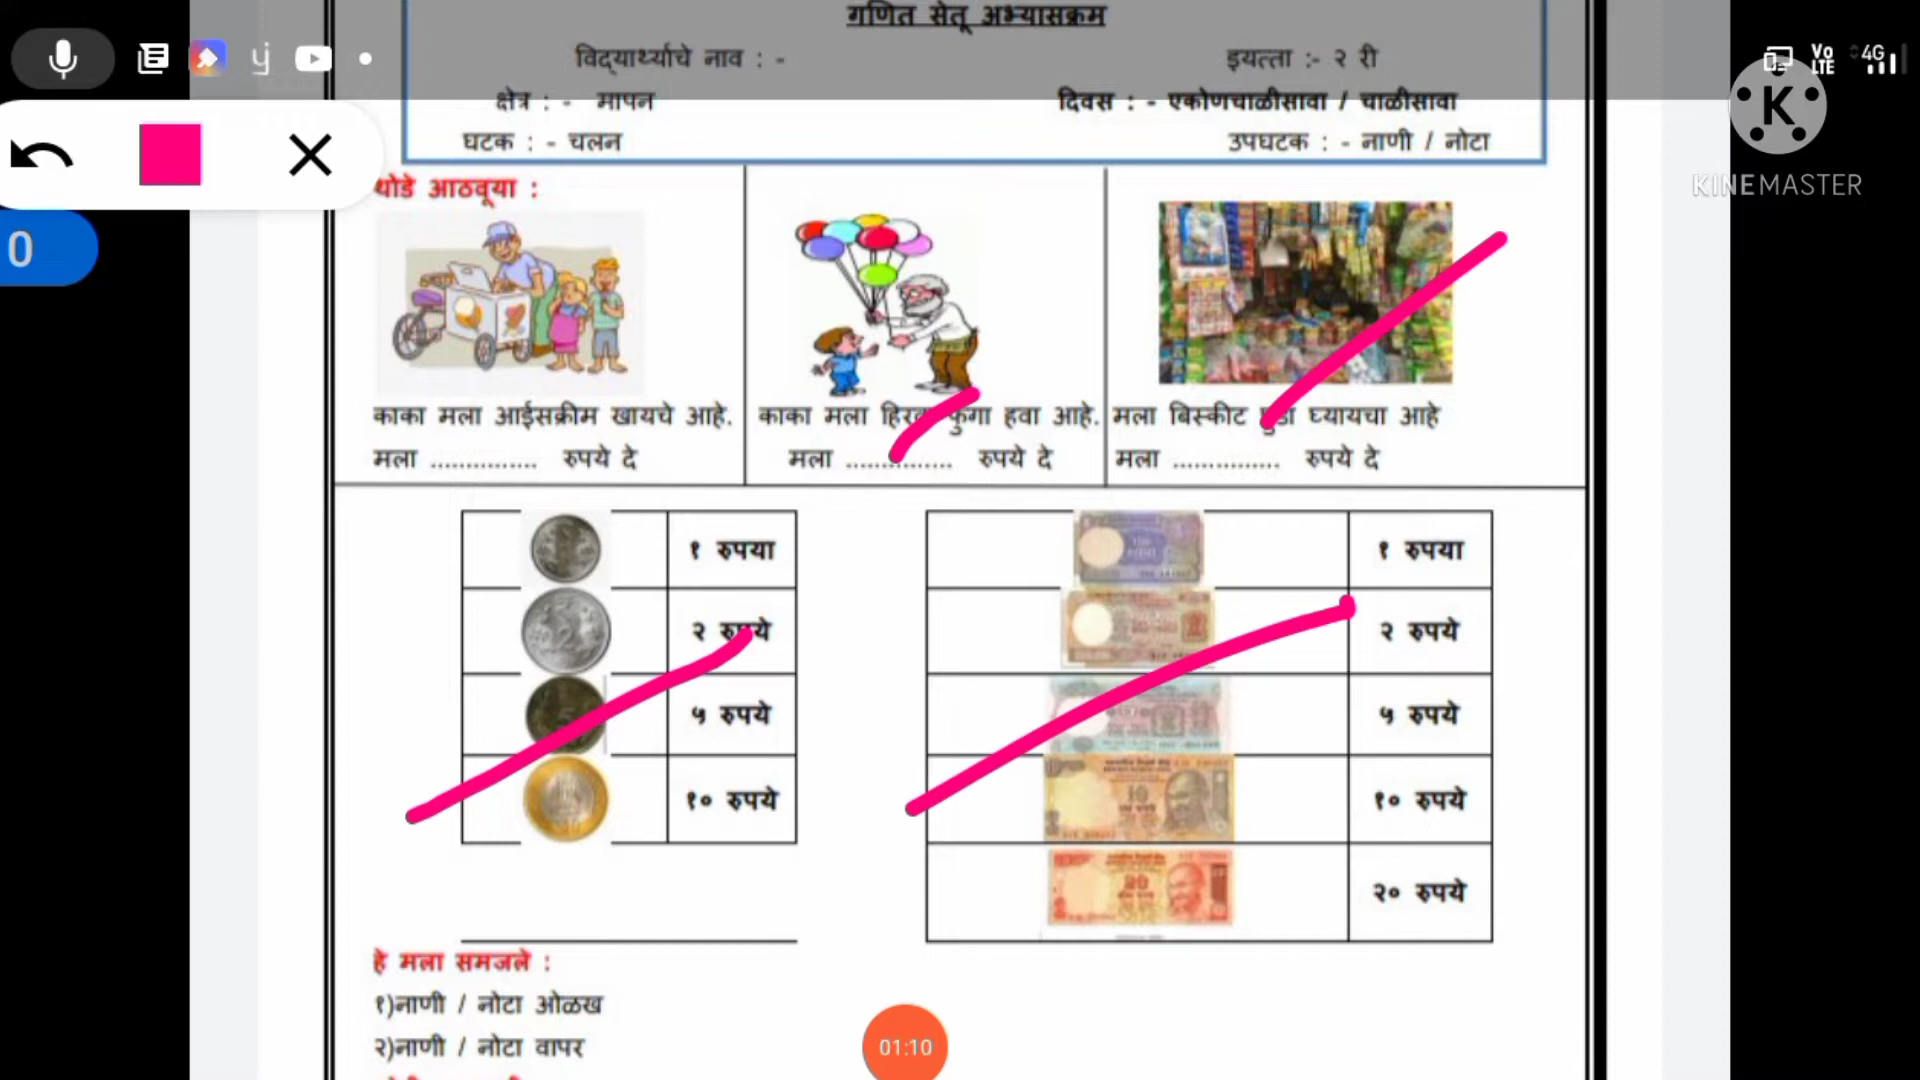 गणित सेतू अभ्यासक्रम
विद्यार्थ्याचे नाव : - इयत्ता :- २ री
क्षेत्र : - मापन दिवस : - एकोणचाळीसावा / चाळीसावा
घटक : - चलन उपघटक : - नाणी / नोटा
Vo LTE 4G
K
KINEMASTER
0
थोडे आठवूया :
काका मला आईसक्रीम खायचे आहे.
मला ............... रुपये दे
काका मला हिरवा फुगा हवा आहे.
मला ............... रुपये दे
मला बिस्कीट पुडा घ्यायचा आहे
मला ............... रुपये दे
१ रुपया
२ रुपये
५ रुपये
१० रुपये
१ रुपया
२ रुपये
५ रुपये
१० रुपये
२० रुपये
10
20
हे मला समजले :
१)नाणी / नोटा ओळख
२)नाणी / नोटा वापर
01:10